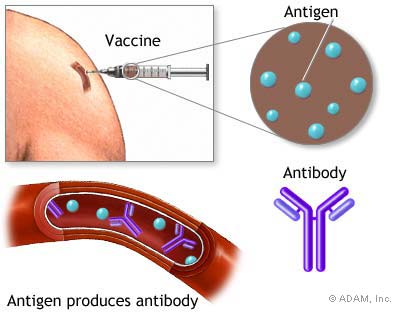 Vaccine
Antigen
Antibody
Antigen produces antibody
© ADAM, Inc.